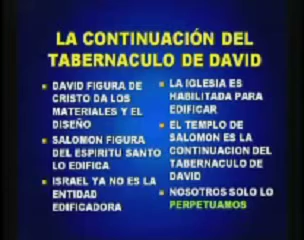 LA CONTINUACIÓN DEL
TABERNACULO DE DAVID
DAVID FIGURA DE
CRISTO DA LOS
MATERIALES Y EL
DISEÑO
SALOMON FIGURA
DEL ESPIRITU SANTO
LO EDIFICA
ISRAEL YA NO ES LA
ENTIDAD
EDIFICADORA
LA IGLESIA ES
HABILITADA PARA
EDIFICAR
EL TEMPLO DE
SALOMON ES LA
CONTINUACION DEL
TABERNACULO DE
DAVID
NOSOTROS SOLO LO
PERPETUAMOS